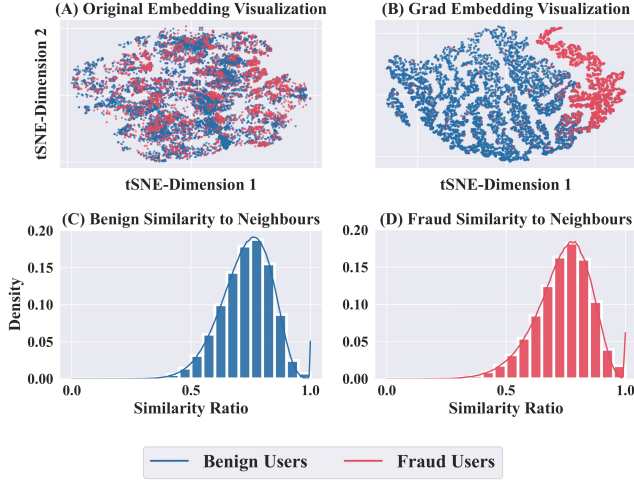 (A) Original Embedding Visualization
(B) Grad Embedding Visualization
tSNE-Dimension 2
tSNE-Dimension 1
tSNE-Dimension 1
(C) Benign Similarity to Neighbours
(D) Fraud Similarity to Neighbours
Density
0.20
0.15
0.10
0.05
0.00
0.0
0.5
1.0
Similarity Ratio
0.20
0.15
0.10
0.05
0.00
0.0
0.5
1.0
Similarity Ratio
Benign Users
Fraud Users